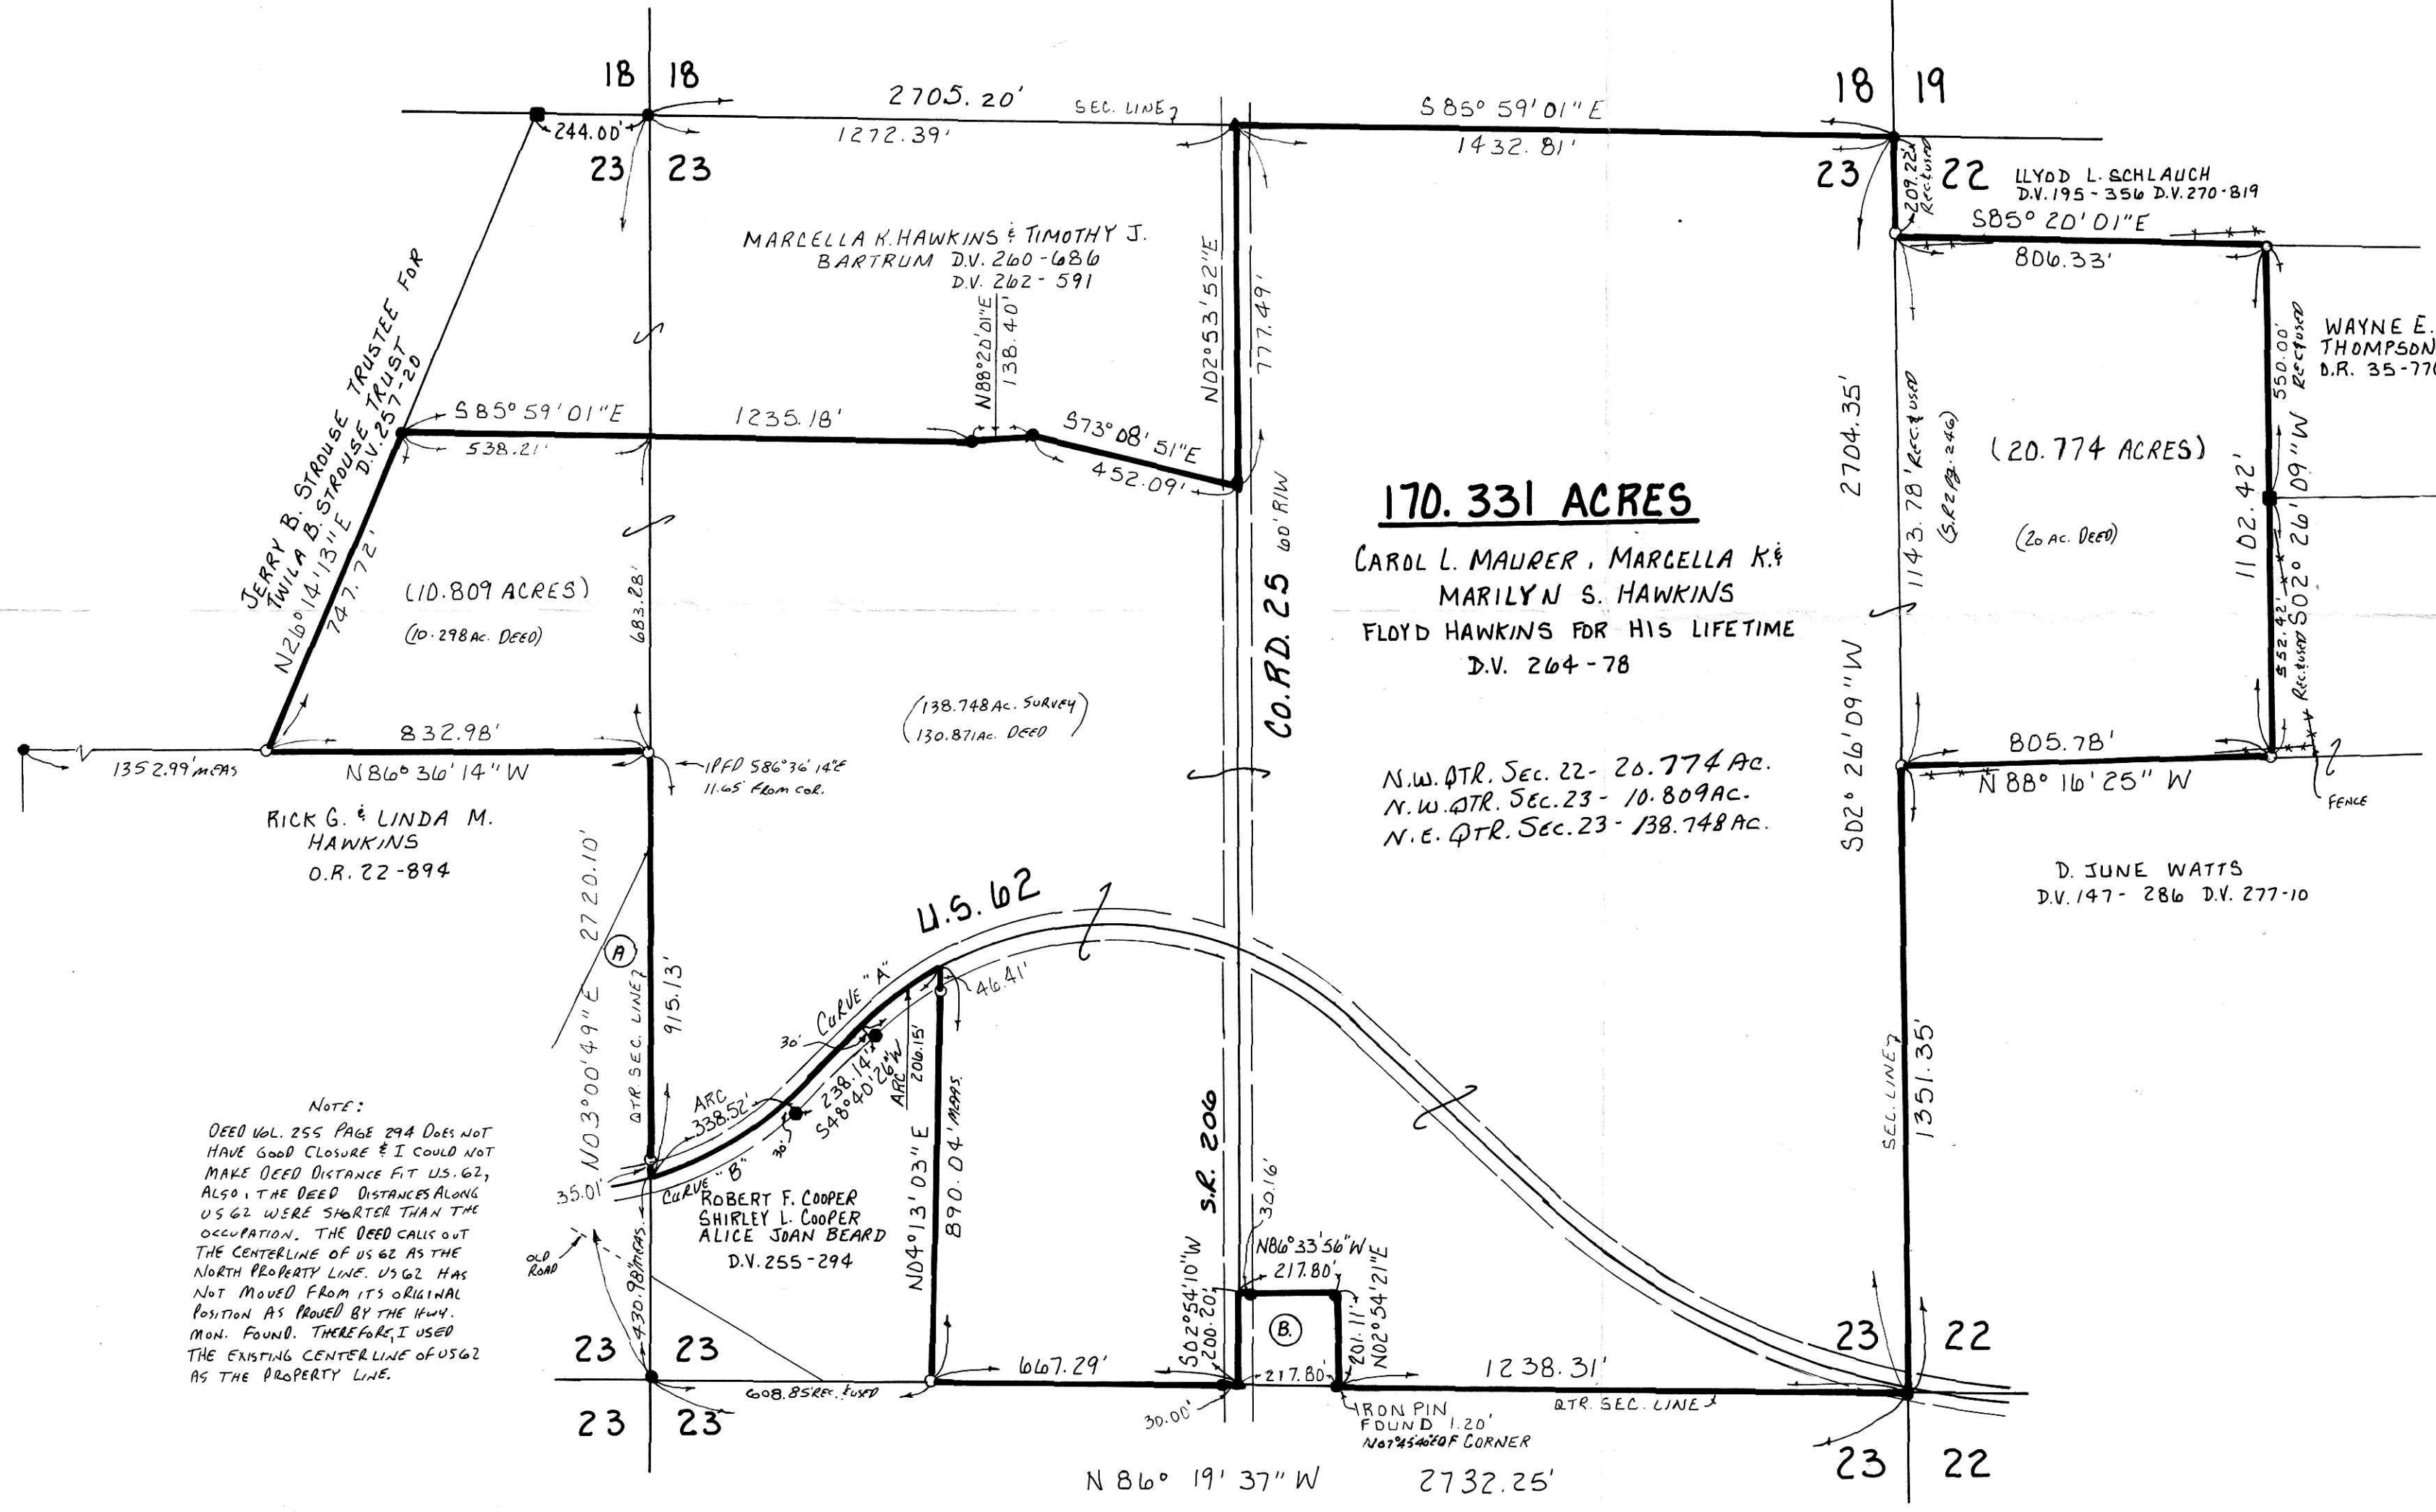 18 18
2705.20'
SEC. LINE
S 85° 59' 01" E
18 19
244.00'
1272.39'
1432.81'
23 23
23 22
209.22'
Rec.&used
LLYOD L. SCHLAUCH
D.V. 195-356 D.V. 270-819
S85° 20' 01" E
806.33'
MARCELLA K. HAWKINS & TIMOTHY J.
BARTRUM D.V. 260-686
D.V. 262-591
N88°20'01"E
138.40'
N02°53'52"E
777.49'
JERRY B. STROUSE TRUSTEE FOR
TWILA B. STROUSE TRUST
D.V. 257-20
N26°14'13"E
747.72'
S85°59'01"E
1235.18'
538.21'
S73°08'51"E
452.09'
WAYNE E.
THOMPSON
O.R. 35-770
550.00'
Rec&used
S02° 26' 09" W
1102.42'
552.42'
Rec.&used
2704.35'
1143.78' Rec.& used
(S.R.2 Pg. 246)
S02° 26' 09" W
(20.774 ACRES)
(20 AC. DEED)
170.331 ACRES
CAROL L. MAURER, MARCELLA K. &
MARILYN S. HAWKINS
FLOYD HAWKINS FOR HIS LIFETIME
D.V. 264-78
CO. RD. 25 60' R/W
(10.809 ACRES)
(10.298 AC. DEED)
683.28'
(138.748 AC. SURVEY)
(130.871 AC. DEED)
832.98'
N86° 36' 14" W
1352.99' MEAS
IPFD S86°36'14"E
11.65 FROM COR.
RICK G. & LINDA M.
HAWKINS
O.R. 22-894
N.W. QTR. SEC. 22- 20.774 AC.
N.W. QTR. SEC. 23- 10.809 AC.
N.E. QTR. SEC. 23- 138.748 AC.
805.78'
N 88° 16' 25" W
FENCE
D. JUNE WATTS
D.V. 147-286 D.V. 277-10
N03°00'49"E 2720.10'
A
QTR. SEC. LINE
915.13'
U.S. 62
CURVE "A"
46.41'
30'
ARC
206.15'
238.14'
S48°40'26"W
ARC
338.52'
30'
CURVE "B"
35.01'
N04°13'03"E
890.04' MEAS.
ROBERT F. COOPER
SHIRLEY L. COOPER
ALICE JOAN BEARD
D.V. 255-294
OLD
ROAD
430.98' MEAS.
NOTE:
DEED VOL. 255 PAGE 294 DOES NOT
HAVE GOOD CLOSURE & I COULD NOT
MAKE DEED DISTANCE FIT U.S. 62,
ALSO, THE DEED DISTANCES ALONG
US 62 WERE SHORTER THAN THE
OCCUPATION. THE DEED CALLS OUT
THE CENTERLINE OF US 62 AS THE
NORTH PROPERTY LINE. US 62 HAS
NOT MOVED FROM ITS ORIGINAL
POSITION AS PROVED BY THE HWY.
MON. FOUND. THEREFORE, I USED
THE EXISTING CENTER LINE OF US 62
AS THE PROPERTY LINE.
S.R. 206
30.16'
S02°54'10"W
200.20'
N86°33'56"W
217.80'
B.
201.11'
N02°54'21"E
217.80'
SEC. LINE
1351.35'
23 23
608.85 REC. & USED
667.29'
30.00'
1238.31'
QTR. SEC. LINE
IRON PIN
FOUND 1.20'
N07°45'40"E OF CORNER
23 22
23 23
23 22
N 86° 19' 37" W 2732.25'